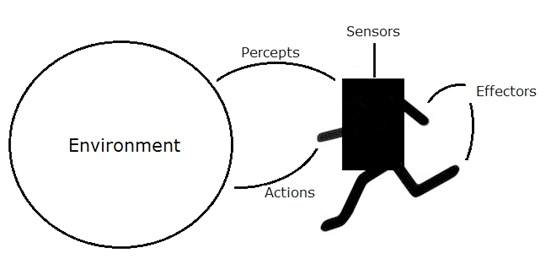 Sensors
Percepts
Effectors
Environment
Actions